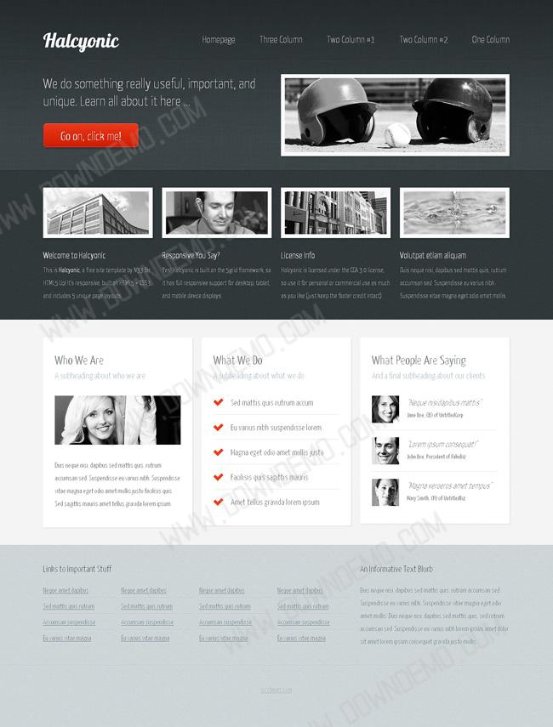 Halcyonic
Homepage Three Column Two Column #1 Two Column #2 One Column
We do something really useful, important, and
unique. Learn all about it here ...
Go on, click me!
Welcome to Halcyonic
This is Halcyonic, a free site template by
HTML5 Up! It's responsive, built on HTML5 + CSS3
and includes 5 unique page layouts.
Responsive You Say?
Yes! Halcyonic is built on the 5grid framework, so
it has full responsive support for desktop, tablet,
and mobile device displays.
License Info
Halcyonic is licensed under the CCA 3.0 license,
so use it for personal or commercial use as much
as you like (just keep the footer credit intact).
Volutpat etiam aliquam
Duis neque nisi, dapibus sed mattis quis, rutrum
accumsan sed. Suspendisse eu varius nibh.
Suspendisse vitae magna eget odio amet mollis.
Who We Are
A subheading about who we are
Duis neque nisi, dapibus sed mattis quis, rutrum
accumsan sed. Suspendisse eu varius nibh. Suspendisse
vitae magna eget odio amet mollis justo facilisis quis.
Sed sagittis mauris amet tellus gravida lorem ipsum.
What We Do
A subheading about what we do
Sed mattis quis rutrum accum
Eu varius nibh suspendisse lorem
Magna eget odio amet mollis justo
Facilisis quis sagittis mauris
Amet tellus gravida lorem ipsum
What People Are Saying
And a final subheading about our clients
"Neque nisidapibus mattis"
Jane Doe, CEO of UntitledCorp
"Lorem ipsum consequat!"
John Doe, President of FakeBiz
"Magna veroeros amet tempus"
Mary Smith, CFO of UntitledBiz
Links to Important Stuff
Neque amet dapibus Neque amet dapibus Neque amet dapibus Neque amet dapibus
Sed mattis quis rutrum Sed mattis quis rutrum Sed mattis quis rutrum Sed mattis quis rutrum
Accumsan suspendisse Accumsan suspendisse Accumsan suspendisse Accumsan suspendisse
Eu varius vitae magna Eu varius vitae magna Eu varius vitae magna Eu varius vitae magna
An Informative Text Blurb
Duis neque nisi, dapibus sed mattis quis, rutrum accumsan sed.
Suspendisse eu varius nibh. Suspendisse vitae magna eget odio
amet mollis. Duis neque nisi, dapibus sed mattis quis, sed rutrum
accumsan sed. Suspendisse eu varius nibh. Suspendisse vitae lorem
sit amet lorem ipsum consequat gravida justo mollis.
WWW.DOWNDEMO.COM
WWW.DOWNDEMO.COM
WWW.DOWNDEMO.COM
WWW.DOWNDEMO.COM
WWW.DOWNDEMO.COM